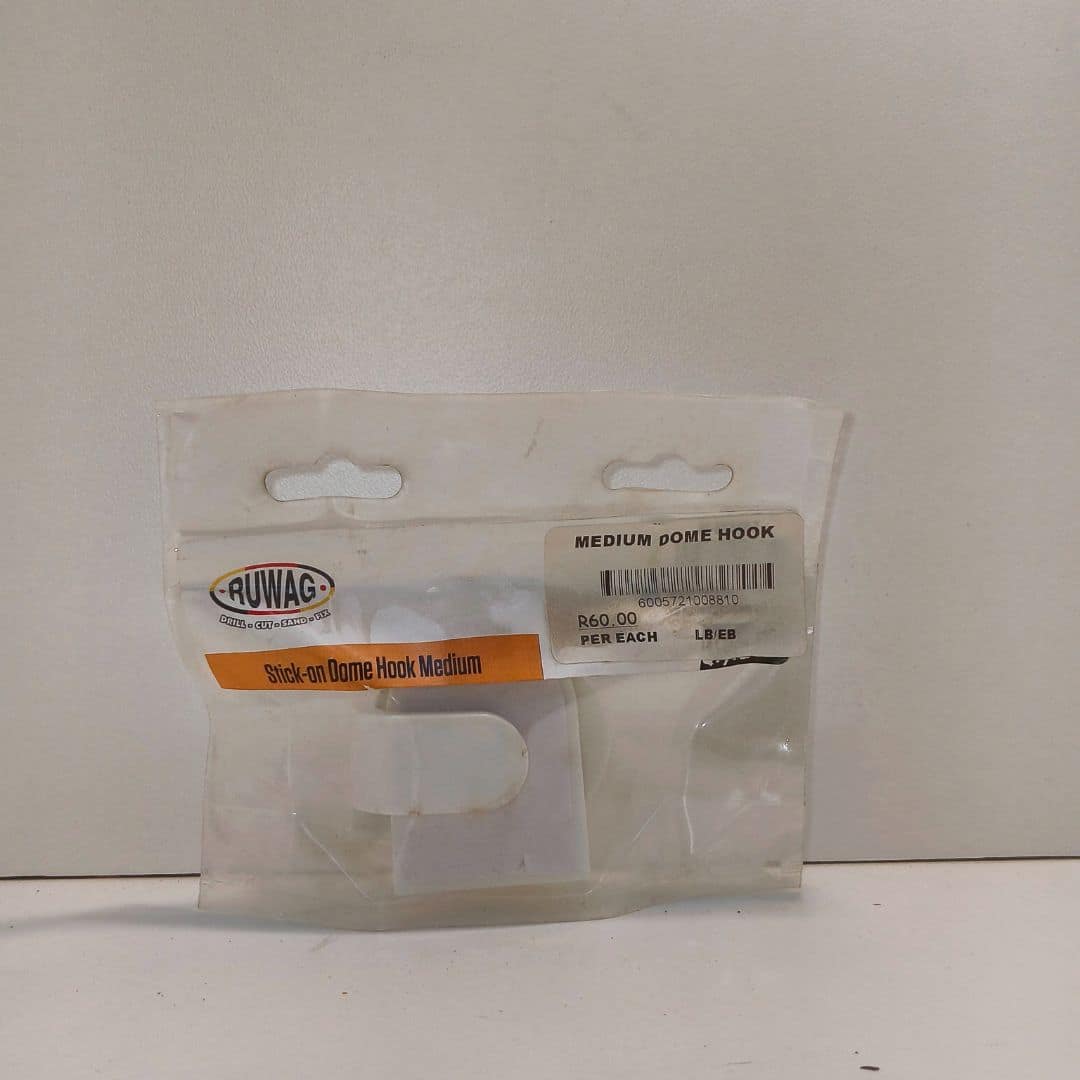 ·RUWAG·
DRILL - CUT - SAND - FIX
Stick-on Dome Hook Medium
MEDIUM DOME HOOK
6005721008810
R60.00
PER EACH LB/EB